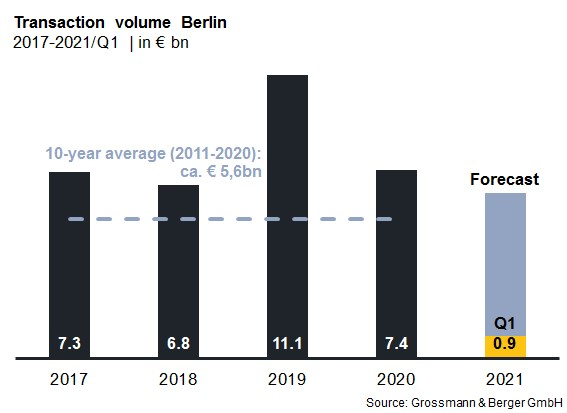 Transaction volume Berlin
2017-2021/Q1 | in € bn
10-year average (2011-2020):
ca. € 5,6bn
Forecast
Q1
7.3 6.8 11.1 7.4 0.9
2017 2018 2019 2020 2021
Source: Grossmann & Berger GmbH